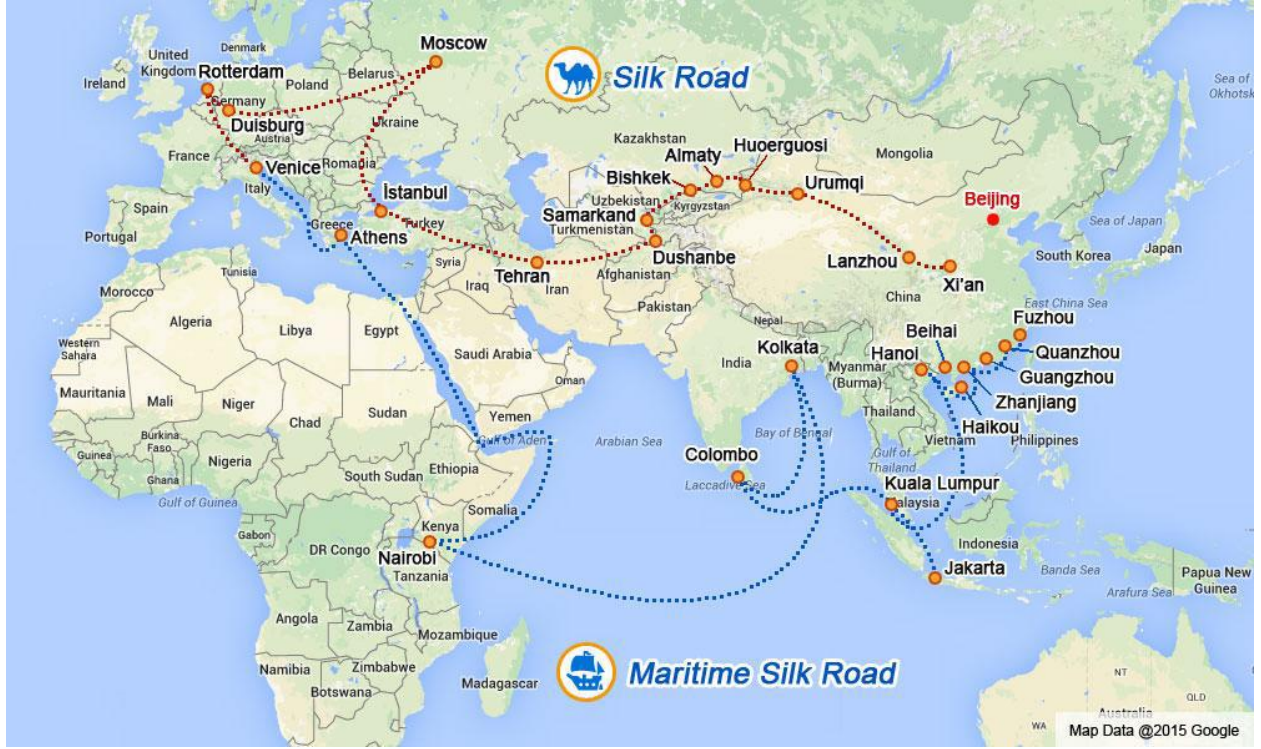 Denmark
Moscow
United
Kingdom
Ireland
Rotterdam
Poland
Belarus
Silk Road
Sea of
Okhotsk
Germany
Duisburg
Ukraine
Austria
France
Venice
Romania
Italy
Kazakhstan
Almaty
Huoerguosi
Mongolia
Bishkek
Urumqi
Uzbekistan
Kyrgyzstan
Beijing
Spain
Portugal
İstanbul
Greece
Turkey
Athens
Samarkand
Turkmenistan
Dushanbe
Sea of Japan
Japan
South Korea
Lanzhou
Xi'an
China
Tunisia
Syria
Iraq
Tehran
Iran
Afghanistan
Pakistan
Nepal
East China Sea
Morocco
Algeria
Libya
Egypt
Western
Sahara
Saudi Arabia
Oman
India
Kolkata
Myanmar
(Burma)
Hanoi
Beihai
Fuzhou
Quanzhou
Guangzhou
Zhanjiang
Haikou
Mauritania
Mali
Niger
Chad
Sudan
Yemen
Gulf of Aden
Arabian Sea
Bay of Bengal
Thailand
Vietnam
Philippines
Gulf of
Thailand
Burkina
Faso
Guinea
Ghana
Nigeria
Gulf of Guinea
South Sudan
Ethiopia
Somalia
Colombo
Laccadive Sea
Kuala Lumpur
Malaysia
Gabon
DR Congo
Kenya
Nairobi
Tanzania
Indonesia
Jakarta
Banda Sea
Arafura Sea
Papua New
Guinea
Angola
Zambia
Mozambique
Namibia
Zimbabwe
Botswana
Madagascar
Maritime Silk Road
NT
QLD
WA
Australia
Map Data @2015 Google